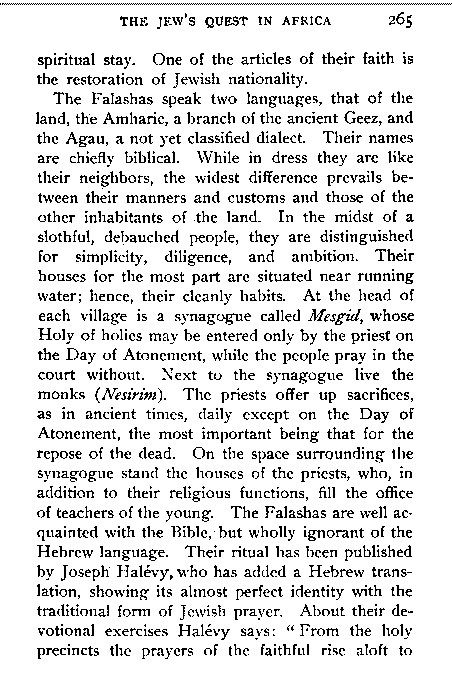 THE JEW'S QUEST IN AFRICA 265
spiritual stay. One of the articles of their faith is
the restoration of Jewish nationality.
The Falashas speak two languages, that of the
land, the Amharic, a branch of the ancient Geez, and
the Agau, a not yet classified dialect. Their names
are chiefly biblical. While in dress they are like
their neighbors, the widest difference prevails be-
tween their manners and customs and those of the
other inhabitants of the land. In the midst of a
slothful, debauched people, they are distinguished
for simplicity, diligence, and ambition. Their
houses for the most part are situated near running
water; hence, their cleanly habits. At the head of
each village is a synagogue called Mesgid, whose
Holy of holies may be entered only by the priest on
the Day of Atonement, while the people pray in the
court without. Next to the synagogue live the
monks (Nesirim). The priests offer up sacrifices,
as in ancient times, daily except on the Day of
Atonement, the most important being that for the
repose of the dead. On the space surrounding the
synagogue stand the houses of the priests, who, in
addition to their religious functions, fill the office
of teachers of the young. The Falashas are well ac-
quainted with the Bible, but wholly ignorant of the
Hebrew language. Their ritual has been published
by Joseph Halévy, who has added a Hebrew trans-
lation, showing its almost perfect identity with the
traditional form of Jewish prayer. About their de-
votional exercises Halévy says: "From the holy
precincts the prayers of the faithful rise aloft to